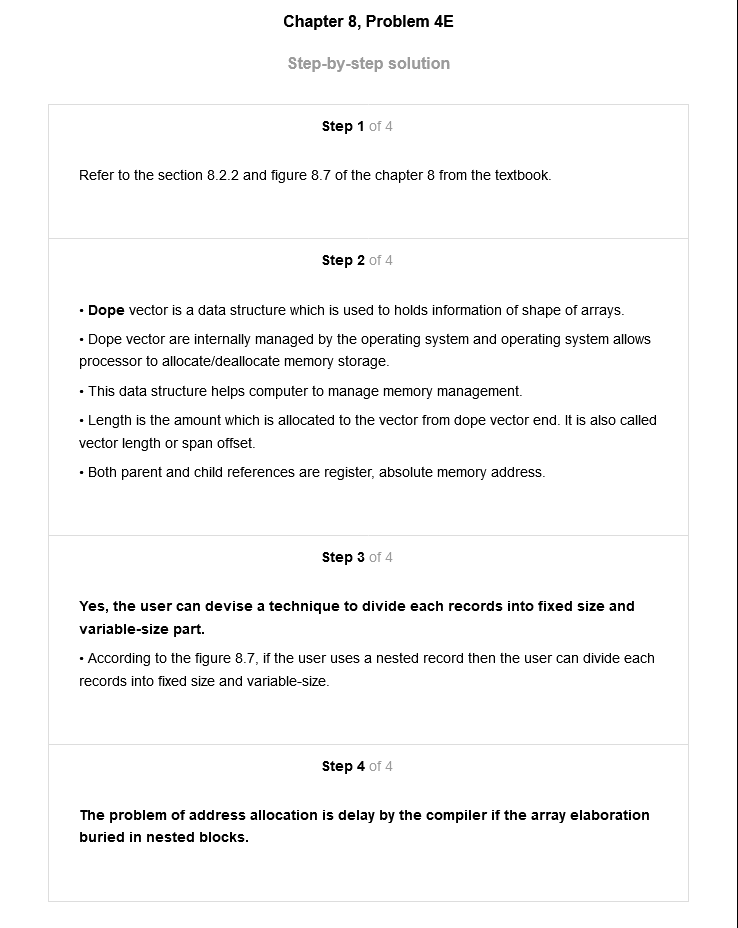 Chapter 8, Problem 4E
Step-by-step solution
Step 1 of 4
Refer to the section 8.2.2 and figure 8.7 of the chapter 8 from the textbook.
Step 2 of 4
• Dope vector is a data structure which is used to holds information of shape of arrays.
• Dope vector are internally managed by the operating system and operating system allows
processor to allocate/deallocate memory storage.
• This data structure helps computer to manage memory management.
• Length is the amount which is allocated to the vector from dope vector end. It is also called
vector length or span offset.
• Both parent and child references are register, absolute memory address.
Step 3 of 4
Yes, the user can devise a technique to divide each records into fixed size and
variable-size part.
• According to the figure 8.7, if the user uses a nested record then the user can divide each
records into fixed size and variable-size.
Step 4 of 4
The problem of address allocation is delay by the compiler if the array elaboration
buried in nested blocks.